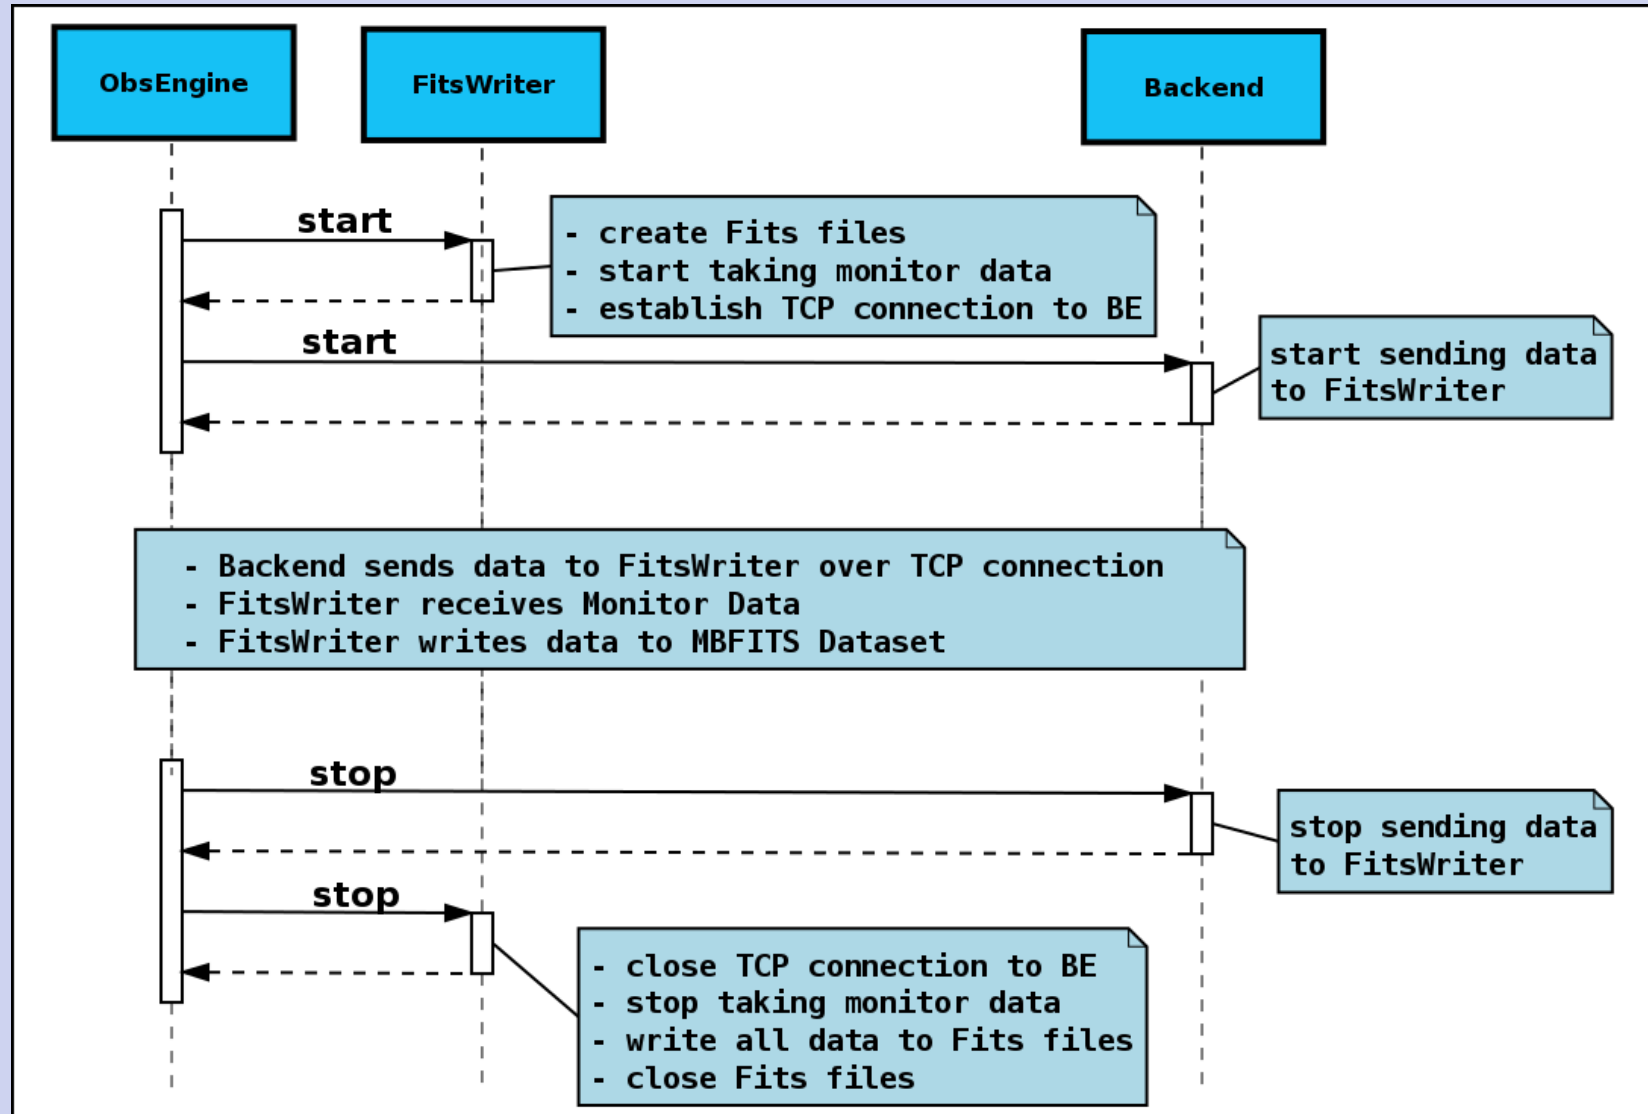 ObsEngine
FitsWriter
Backend
start
- create Fits files
- start taking monitor data
- establish TCP connection to BE
start
start sending data
to FitsWriter
- Backend sends data to FitsWriter over TCP connection
- FitsWriter receives Monitor Data
- FitsWriter writes data to MBFITS Dataset
stop
stop sending data
to FitsWriter
stop
- close TCP connection to BE
- stop taking monitor data
- write all data to Fits files
- close Fits files